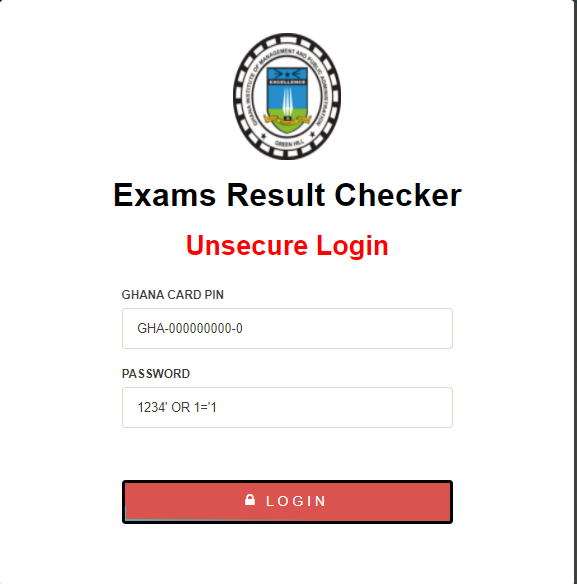 GHANA INSTITUTE OF MANAGEMENT AND PUBLIC ADMINISTRATION
EXCELLENCE
GREEN HILL
Exams Result Checker
Unsecure Login
GHANA CARD PIN
GHA-000000000-0
PASSWORD
1234' OR 1='1
LOGIN